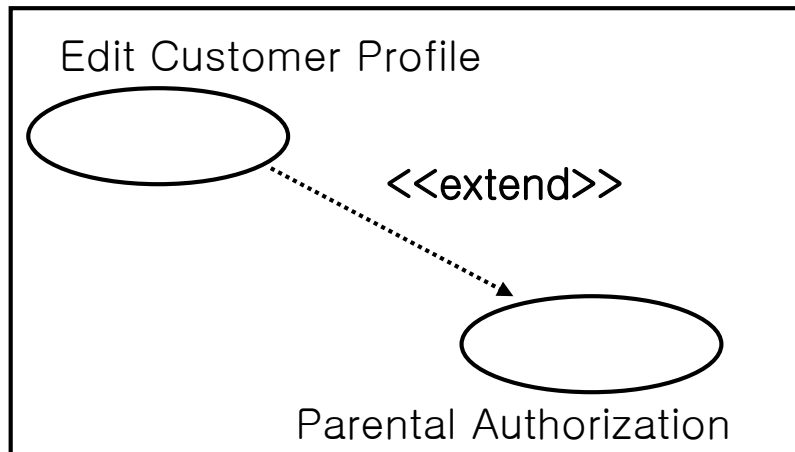 Edit Customer Profile
<<extend>>
Parental Authorization